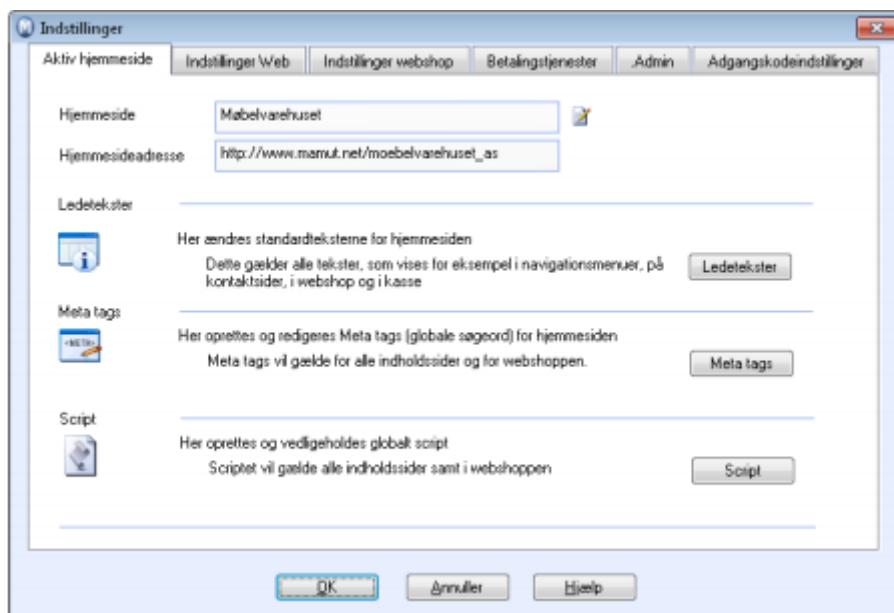 Indstillinger
Aktiv hjemmeside Indstillinger Web Indstillinger webshop Betalingstjenester Admin Adgangskodeindstillinger
Hjemmeside Møbelvarehuset
Hjemmesideadresse http://www.mamut.net/moebelvarehuset_as
Ledetekster
Her ændres standardteksterne for hjemmesiden
Dette gælder alle tekster, som vises for eksempel i navigationsmenuer, på
kontaktsider, i webshop og i kasse
Ledetekster
Meta tags
<META>
Her oprettes og redigeres Meta tags (globale søgeord) for hjemmesiden
Meta tags vil gælde for alle indholdssider og for webshoppen.
Meta tags
Script
Her oprettes og vedligeholdes globalt script
Scriptet vil gælde alle indholdssider samt i webshoppen
Script
OK Annuller Hjælp